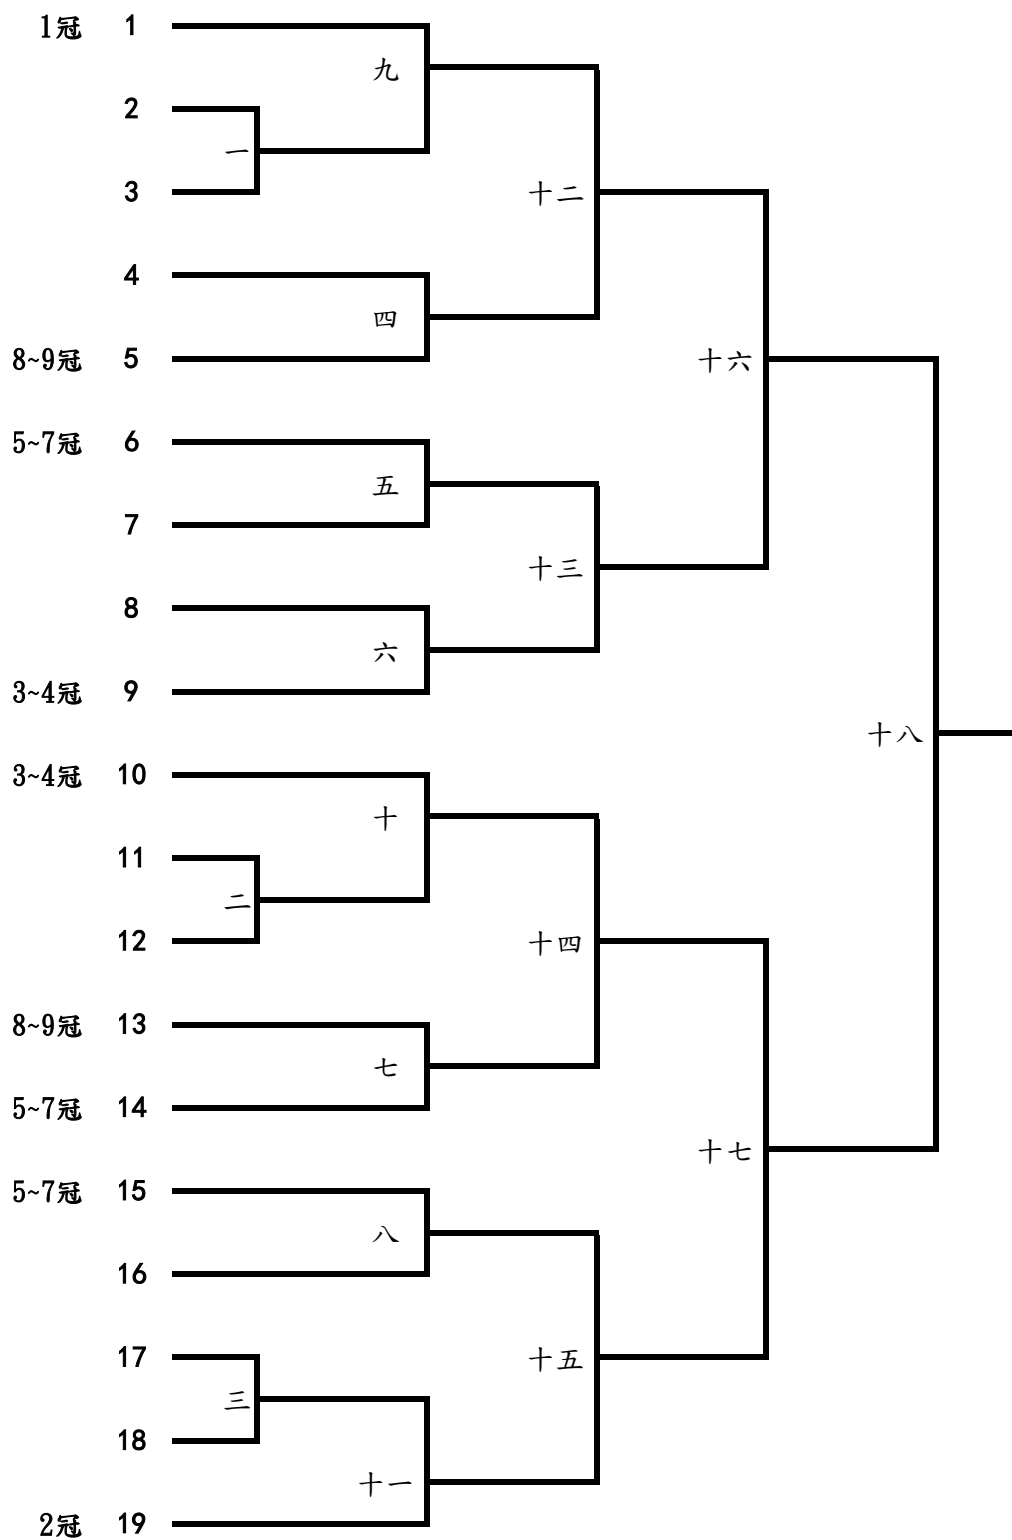 1冠 1
九
2
一
3
十二
4
四
8~9冠 5
十六
5~7冠 6
五
7
十三
8
六
3~4冠 9
十八
3~4冠 10
十
11
二
12
十四
8~9冠 13
七
5~7冠 14
十七
5~7冠 15
八
16
17
十五
三
18
十一
2冠 19